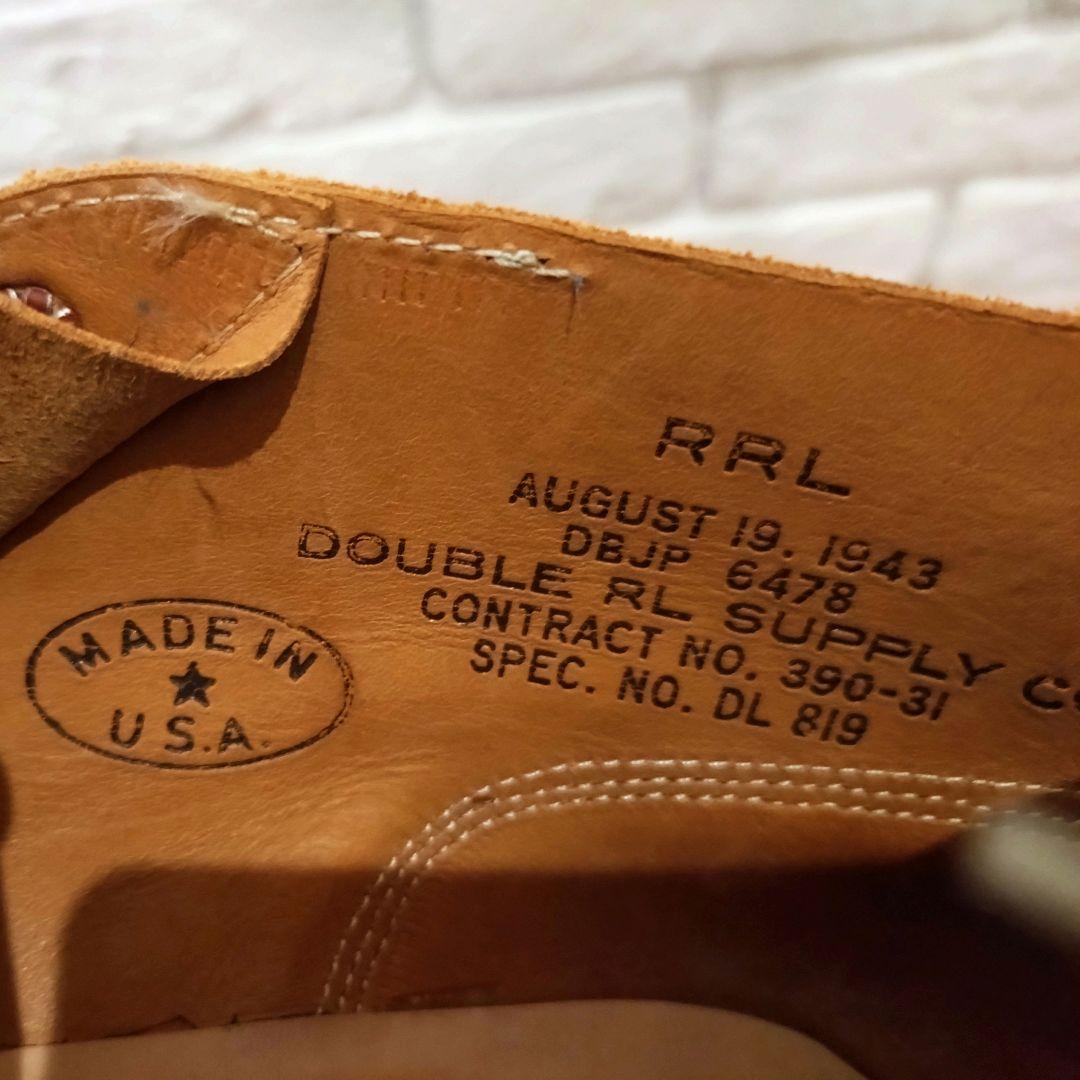 RRL
AUGUST 19. 1943
DBJP 6478
DOUBLE RL SUPPLY
CONTRACT NO. 390-31
SPEC. NO. DL 819
MADE IN
U.S.A.